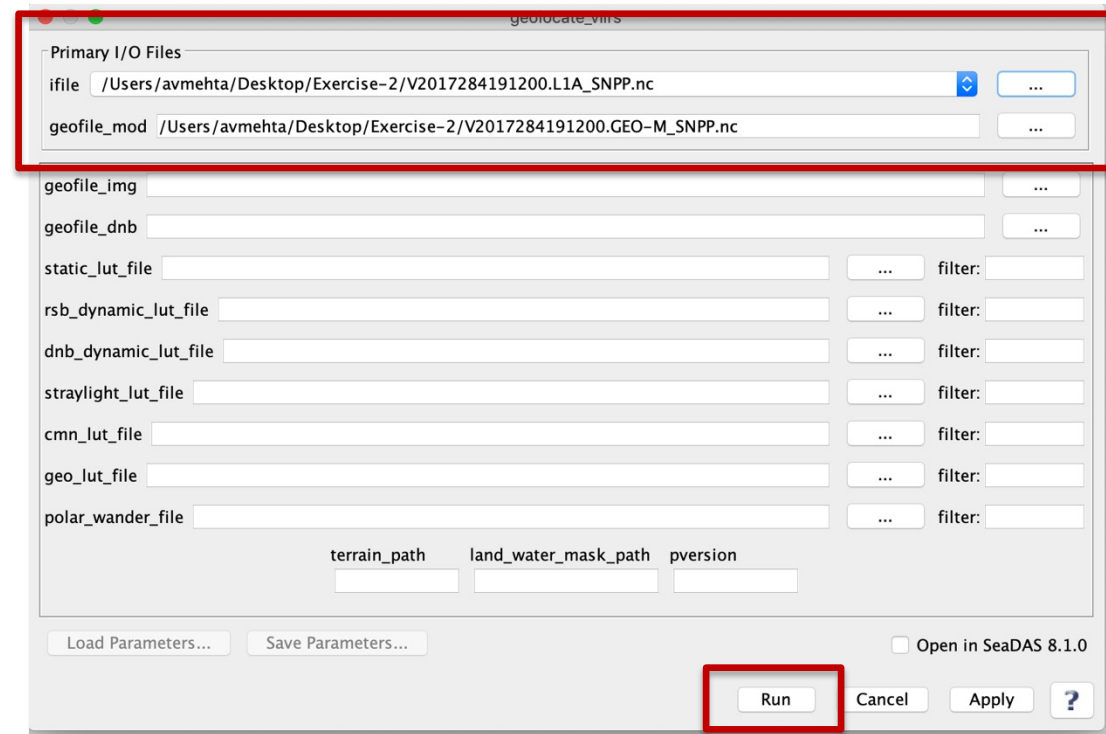 geolocate_viirs
Primary I/O Files
ifile /Users/avmehta/Desktop/Exercise-2/V2017284191200.L1A_SNPP.nc ...
geofile_mod /Users/avmehta/Desktop/Exercise-2/V2017284191200.GEO-M_SNPP.nc ...
geofile_img ...
geofile_dnb ...
static_lut_file ... filter:
rsb_dynamic_lut_file ... filter:
dnb_dynamic_lut_file ... filter:
straylight_lut_file ... filter:
cmn_lut_file ... filter:
geo_lut_file ... filter:
polar_wander_file ... filter:
terrain_path land_water_mask_path pversion
Load Parameters... Save Parameters... Open in SeaDAS 8.1.0
Run Cancel Apply ?